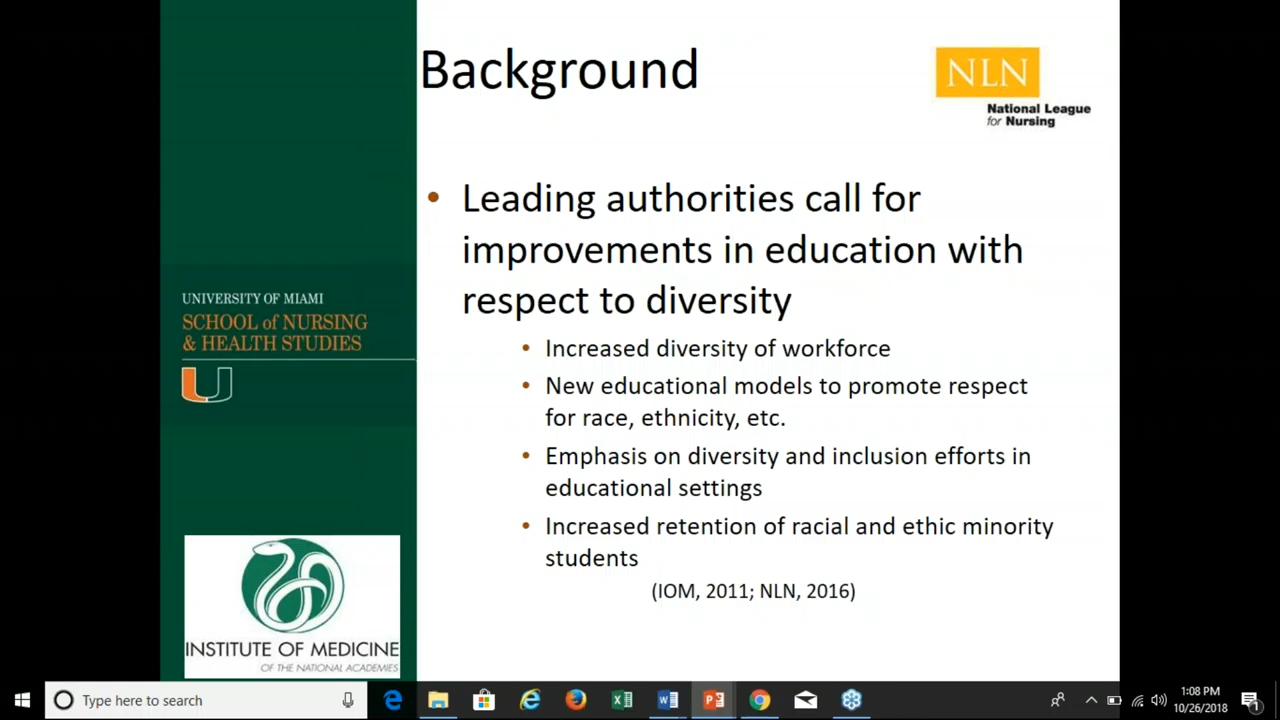 Background
NLN
National League
for Nursing
• Leading authorities call for
improvements in education with
respect to diversity
• Increased diversity of workforce
• New educational models to promote respect
for race, ethnicity, etc.
• Emphasis on diversity and inclusion efforts in
educational settings
• Increased retention of racial and ethic minority
students
(IOM, 2011; NLN, 2016)
UNIVERSITY OF MIAMI
SCHOOL of NURSING
& HEALTH STUDIES
INSTITUTE OF MEDICINE
OF THE NATIONAL ACADEMIES
Type here to search
1:08 PM
10/26/2018
1